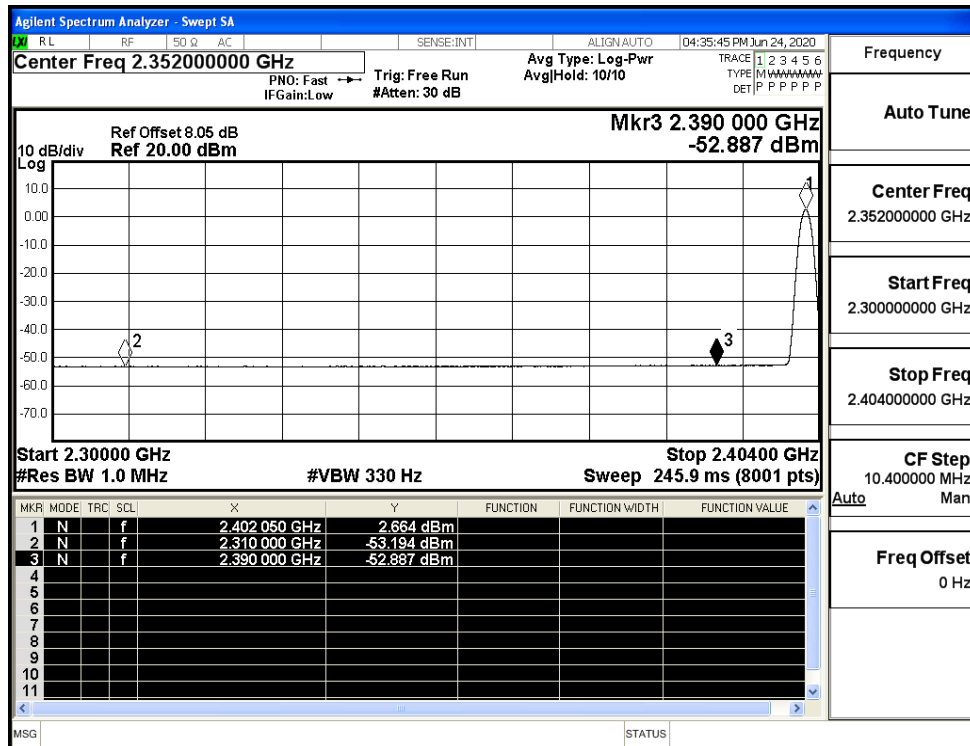 Agilent Spectrum Analyzer - Swept SA
LXI RL RF 50 Ω AC SENSE:INT ALIGN AUTO 04:35:45 PM Jun 24, 2020
Center Freq 2.352000000 GHz
PNO: Fast
IFGain:Low
Trig: Free Run
#Atten: 30 dB
Avg Type: Log-Pwr
Avg|Hold: 10/10
TRACE 1 2 3 4 5 6
TYPE M W W W W W
DET P P P P P P
Mkr3 2.390 000 GHz
-52.887 dBm
Ref Offset 8.05 dB
10 dB/div Ref 20.00 dBm
Log
10.0
0.00
-10.0
-20.0
-30.0
-40.0
-50.0
-60.0
-70.0
1
2
3
Start 2.30000 GHz Stop 2.40400 GHz
#Res BW 1.0 MHz #VBW 330 Hz Sweep 245.9 ms (8001 pts)
MKR MODE TRC SCL X Y FUNCTION FUNCTION WIDTH FUNCTION VALUE
1 N f 2.402 050 GHz 2.664 dBm
2 N f 2.310 000 GHz -53.194 dBm
3 N f 2.390 000 GHz -52.887 dBm
4
5
6
7
8
9
10
11
MSG STATUS
Frequency
Auto Tune
Center Freq
2.352000000 GHz
Start Freq
2.300000000 GHz
Stop Freq
2.404000000 GHz
CF Step
10.400000 MHz
Auto Man
Freq Offset
0 Hz